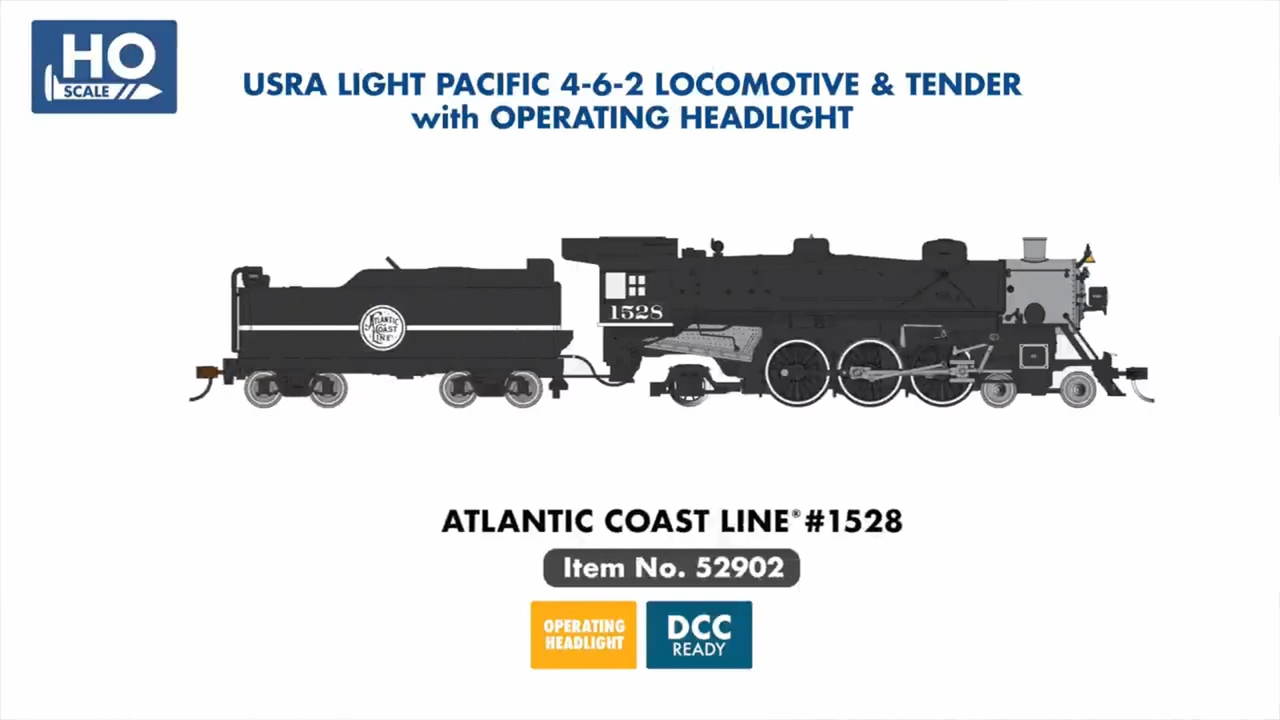 HO
SCALE
USRA LIGHT PACIFIC 4-6-2 LOCOMOTIVE & TENDER
with OPERATING HEADLIGHT
1528
ATLANTIC
COAST
LINE
ATLANTIC COAST LINE® #1528
Item No. 52902
OPERATING
HEADLIGHT
DCC
READY